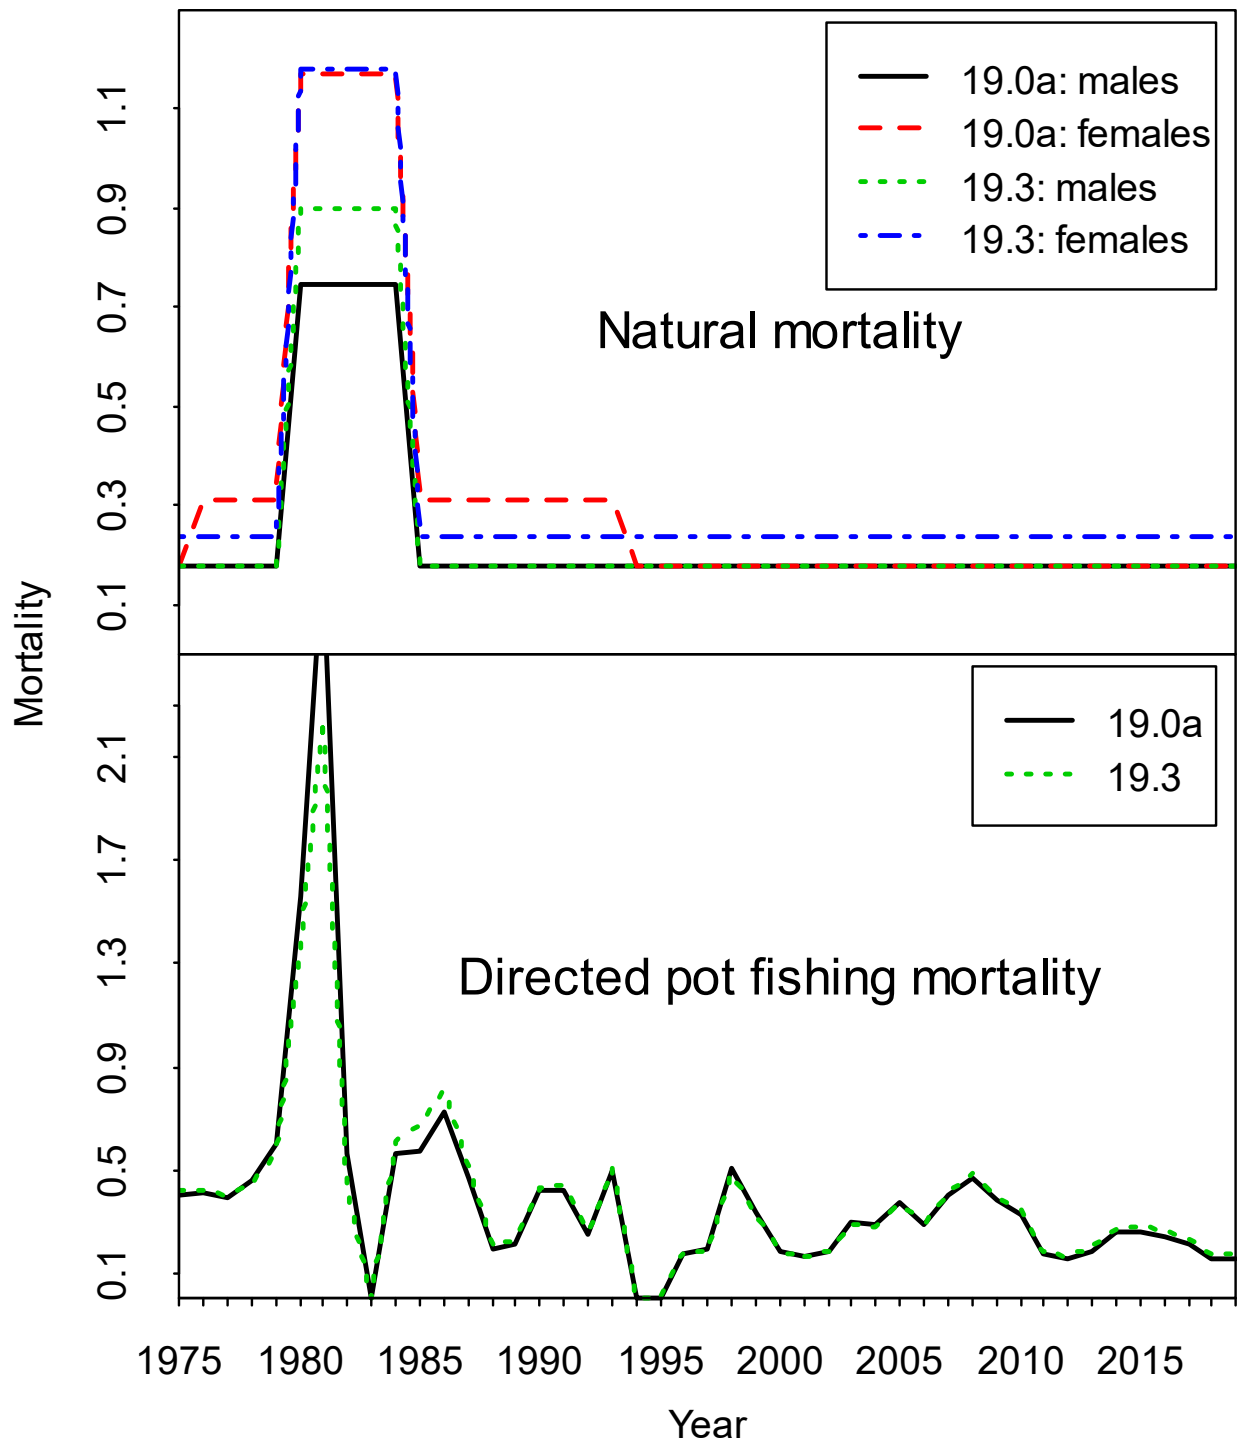 19.0a: males
19.0a: females
19.3: males
19.3: females
Natural mortality
1.1
0.9
0.7
0.5
0.3
0.1
Mortality
19.0a
19.3
Directed pot fishing mortality
2.1
1.7
1.3
0.9
0.5
0.1
1975 1980 1985 1990 1995 2000 2005 2010 2015
Year